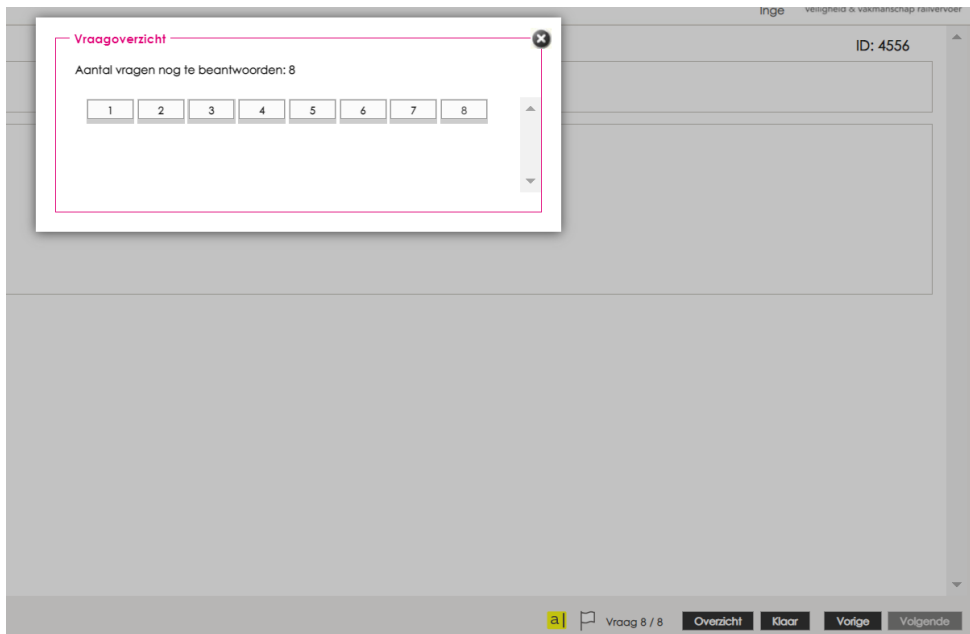 Inge veiligheid & vakmanschap railvervoer
Vraagoverzicht
ID: 4556
Aantal vragen nog te beantwoorden: 8
1 2 3 4 5 6 7 8
a| Vraag 8 / 8 Overzicht Klaar Vorige Volgende